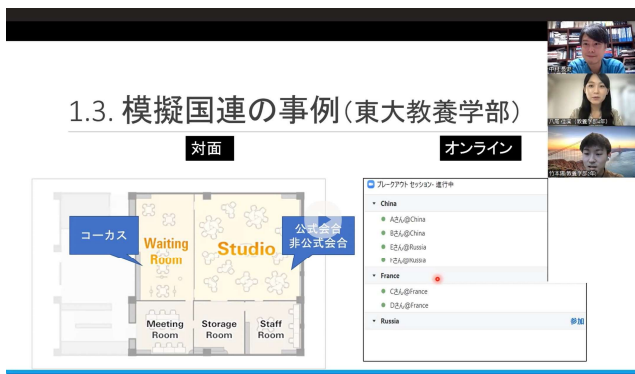 1.3. 模擬国連の事例(東大教養学部)
対面
オンライン
コーカス
Waiting
Room
Studio
公式会合
非公式会合
Meeting
Room
Storage
Room
Staff
Room
ブレークアウト セッション- 進行中
China
Aさん@China
Bさん@China
Eさん@Russia
Fさん@Russia
France
Cさん@France
Dさん@France
Russia
参加